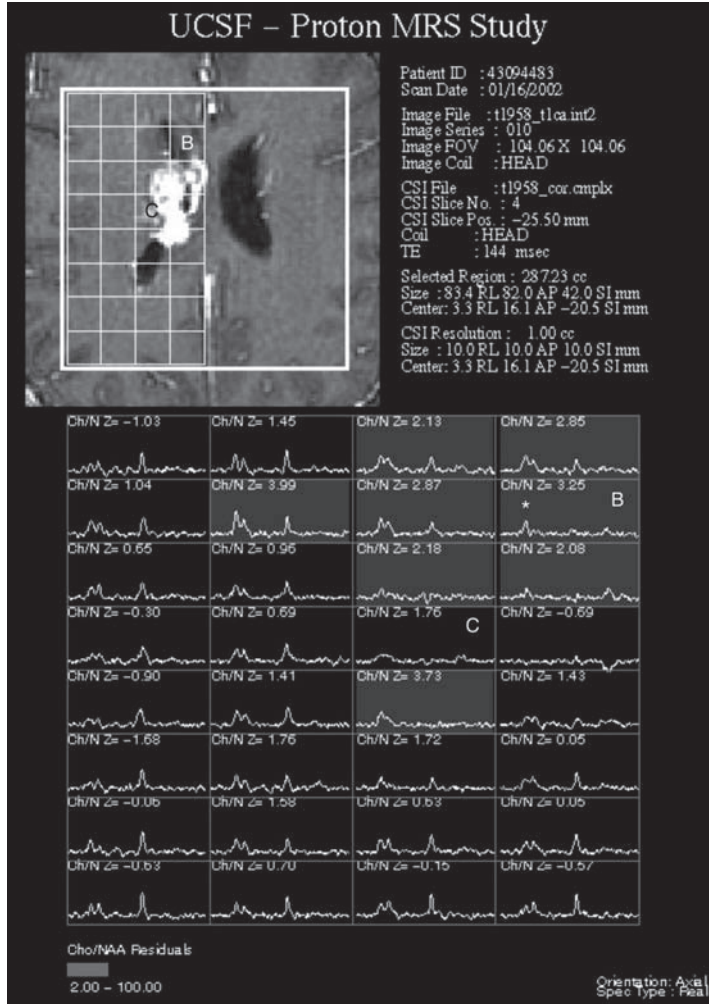 UCSF – Proton MRS Study
Patient ID : 43094483
Scan Date : 01/16/2002
Image File : t1958_t1ca.int2
Image Series : 010
Image FOV : 104.06 X 104.06
Image Coil : HEAD
CSI File : t1958_cor.cmplx
CSI Slice No. : 4
CSI Slice Pos. : –25.50 mm
Coil : HEAD
TE : 144 msec
Selected Region : 287.23 cc
Size : 83.4 RL 82.0 AP 42.0 SI mm
Center: 3.3 RL 16.1 AP –20.5 SI mm
CSI Resolution : 1.00 cc
Size : 10.0 RL 10.0 AP 10.0 SI mm
Center: 3.3 RL 16.1 AP –20.5 SI mm
B
C
Ch/N Z= –1.03 Ch/N Z= 1.45 Ch/N Z= 2.13 Ch/N Z= 2.85
Ch/N Z= 1.04 Ch/N Z= 3.99 Ch/N Z= 2.87 Ch/N Z= 3.25
* B
Ch/N Z= 0.65 Ch/N Z= 0.96 Ch/N Z= 2.18 Ch/N Z= 2.08
Ch/N Z= –0.30 Ch/N Z= 0.69 Ch/N Z= 1.76 Ch/N Z= –0.69
C
Ch/N Z= –0.90 Ch/N Z= 1.41 Ch/N Z= 3.73 Ch/N Z= 1.43
Ch/N Z= –1.68 Ch/N Z= 1.76 Ch/N Z= 1.72 Ch/N Z= 0.05
Ch/N Z= –0.06 Ch/N Z= 1.58 Ch/N Z= 0.63 Ch/N Z= 0.05
Ch/N Z= –0.63 Ch/N Z= 0.70 Ch/N Z= –0.15 Ch/N Z= –0.57
Cho/NAA Residuals
2.00 – 100.00
Orientation: Axial
Spec Type : Real